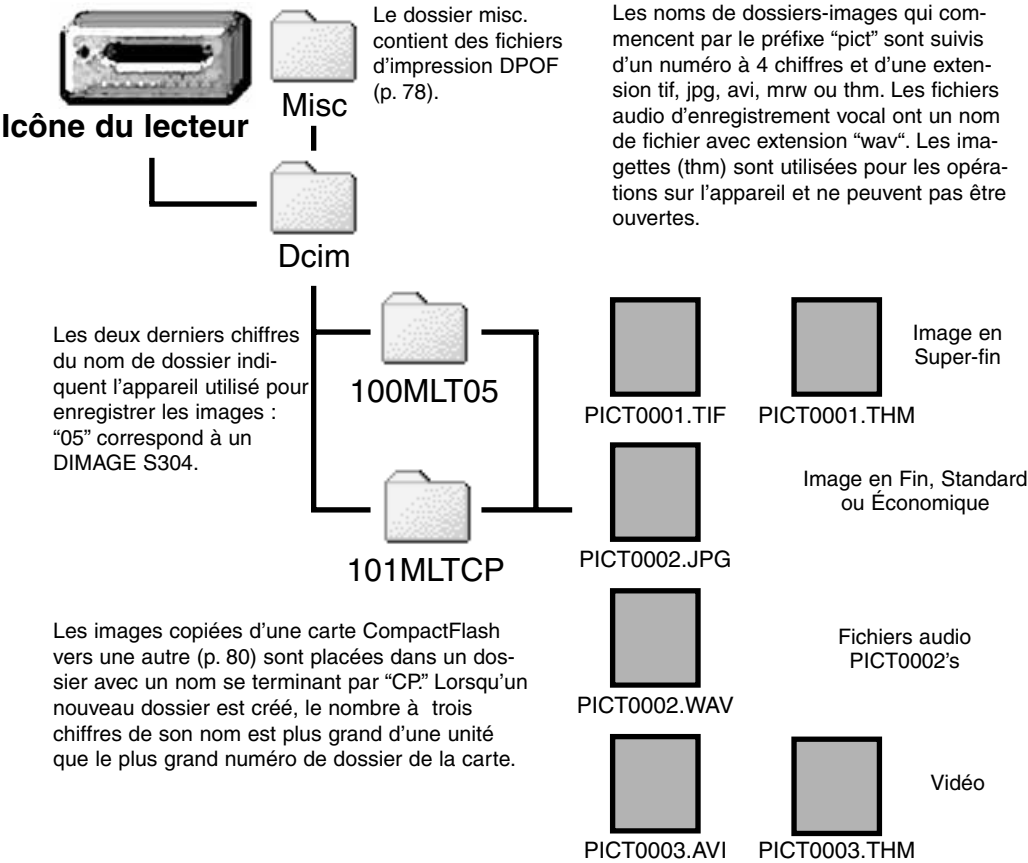 Le dossier misc.
contient des fichiers
d'impression DPOF
(p. 78).
Les noms de dossiers-images qui com-
mencent par le préfixe “pict” sont suivis
d'un numéro à 4 chiffres et d'une exten-
sion tif, jpg, avi, mrw ou thm. Les fichiers
audio d'enregistrement vocal ont un nom
de fichier avec extension “wav“. Les ima-
gettes (thm) sont utilisées pour les opéra-
tions sur l'appareil et ne peuvent pas être
ouvertes.
Icône du lecteur
Misc
Dcim
Les deux derniers chiffres
du nom de dossier indi-
quent l'appareil utilisé pour
enregistrer les images :
“05” correspond à un
DIMAGE S304.
100MLT05
101MLTCP
Les images copiées d'une carte CompactFlash
vers une autre (p. 80) sont placées dans un dos-
sier avec un nom se terminant par “CP.” Lorsqu'un
nouveau dossier est créé, le nombre à trois
chiffres de son nom est plus grand d'une unité
que le plus grand numéro de dossier de la carte.
Image en
Super-fin
PICT0001.TIF
PICT0001.THM
Image en Fin, Standard
ou Économique
PICT0002.JPG
Fichiers audio
PICT0002's
PICT0002.WAV
Vidéo
PICT0003.AVI
PICT0003.THM